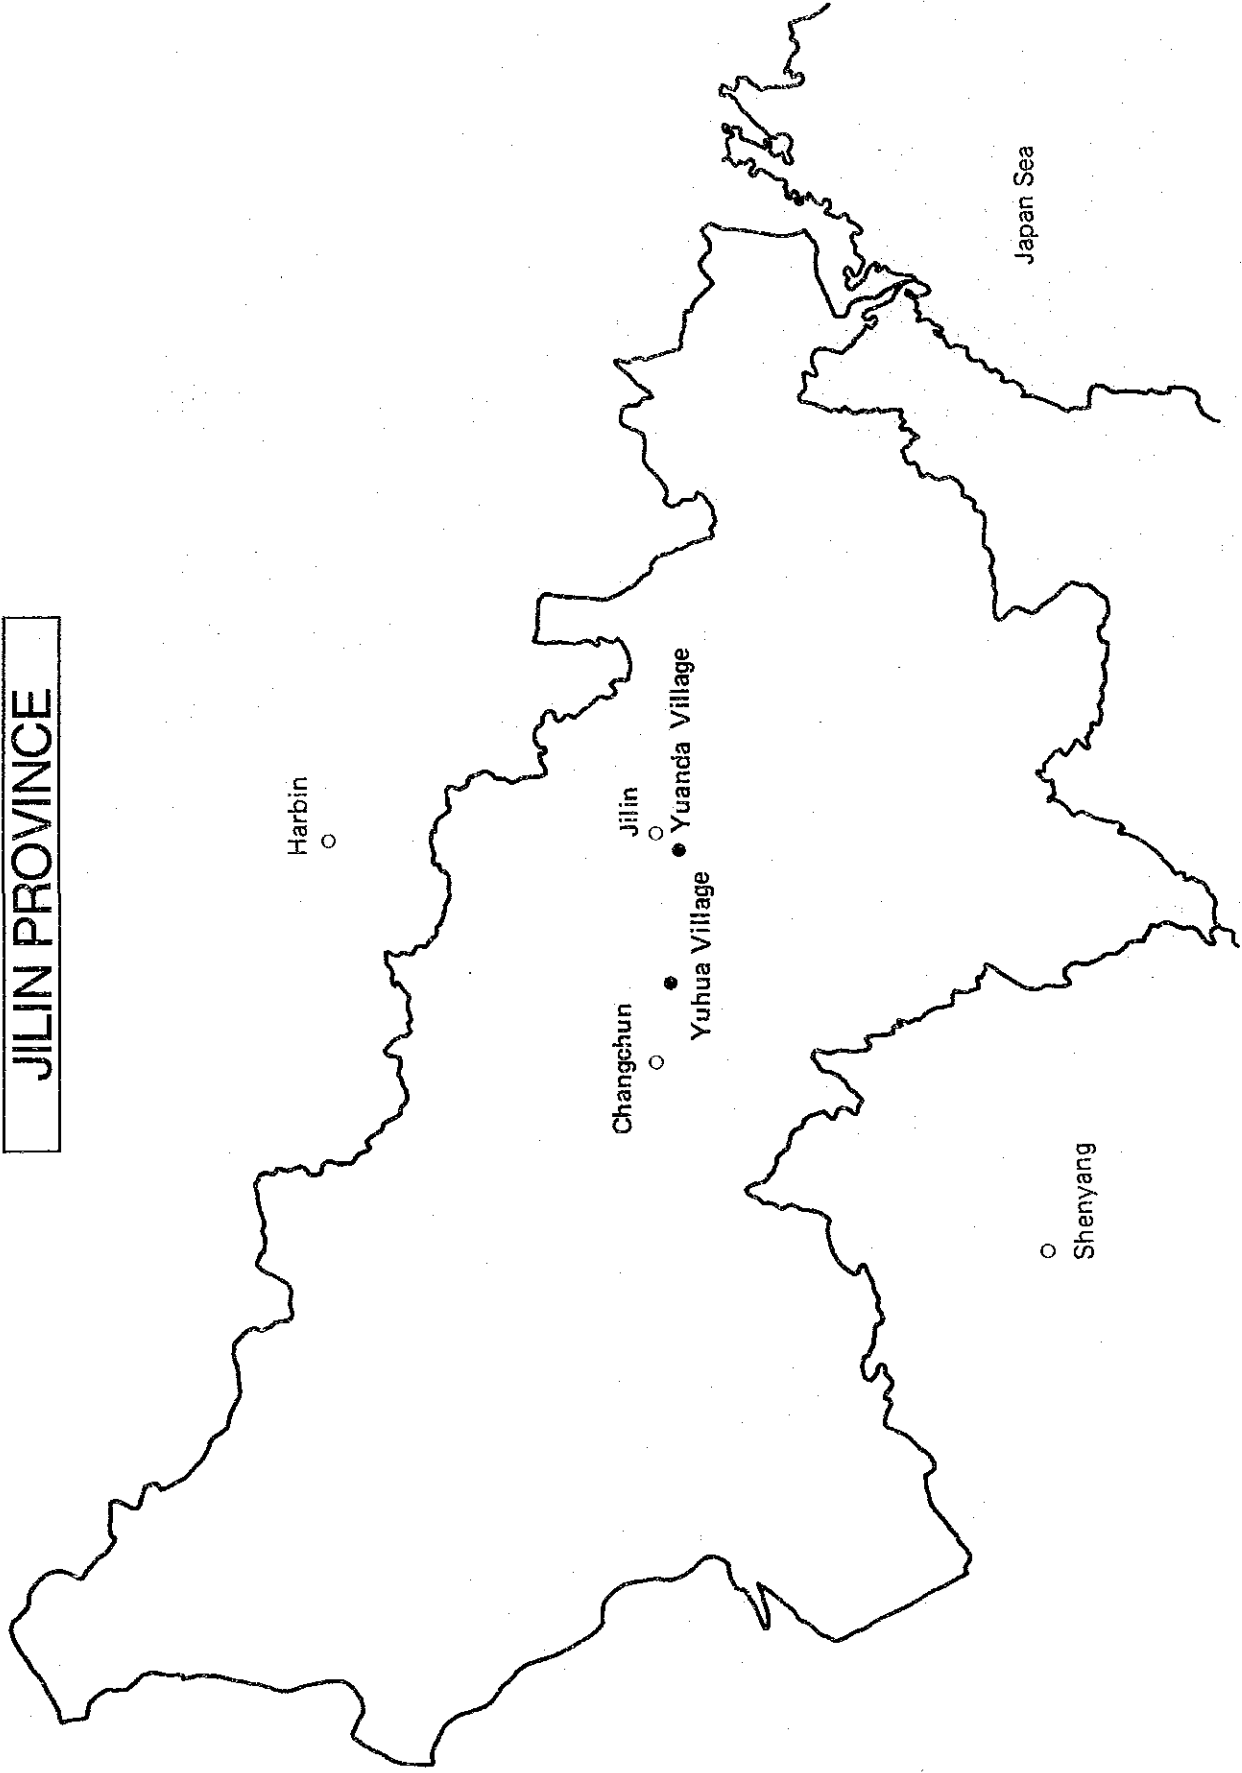 JILIN PROVINCE
Harbin
Jilin
Yuanda Village
Changchun
Yuhua Village
Japan Sea
Shenyang